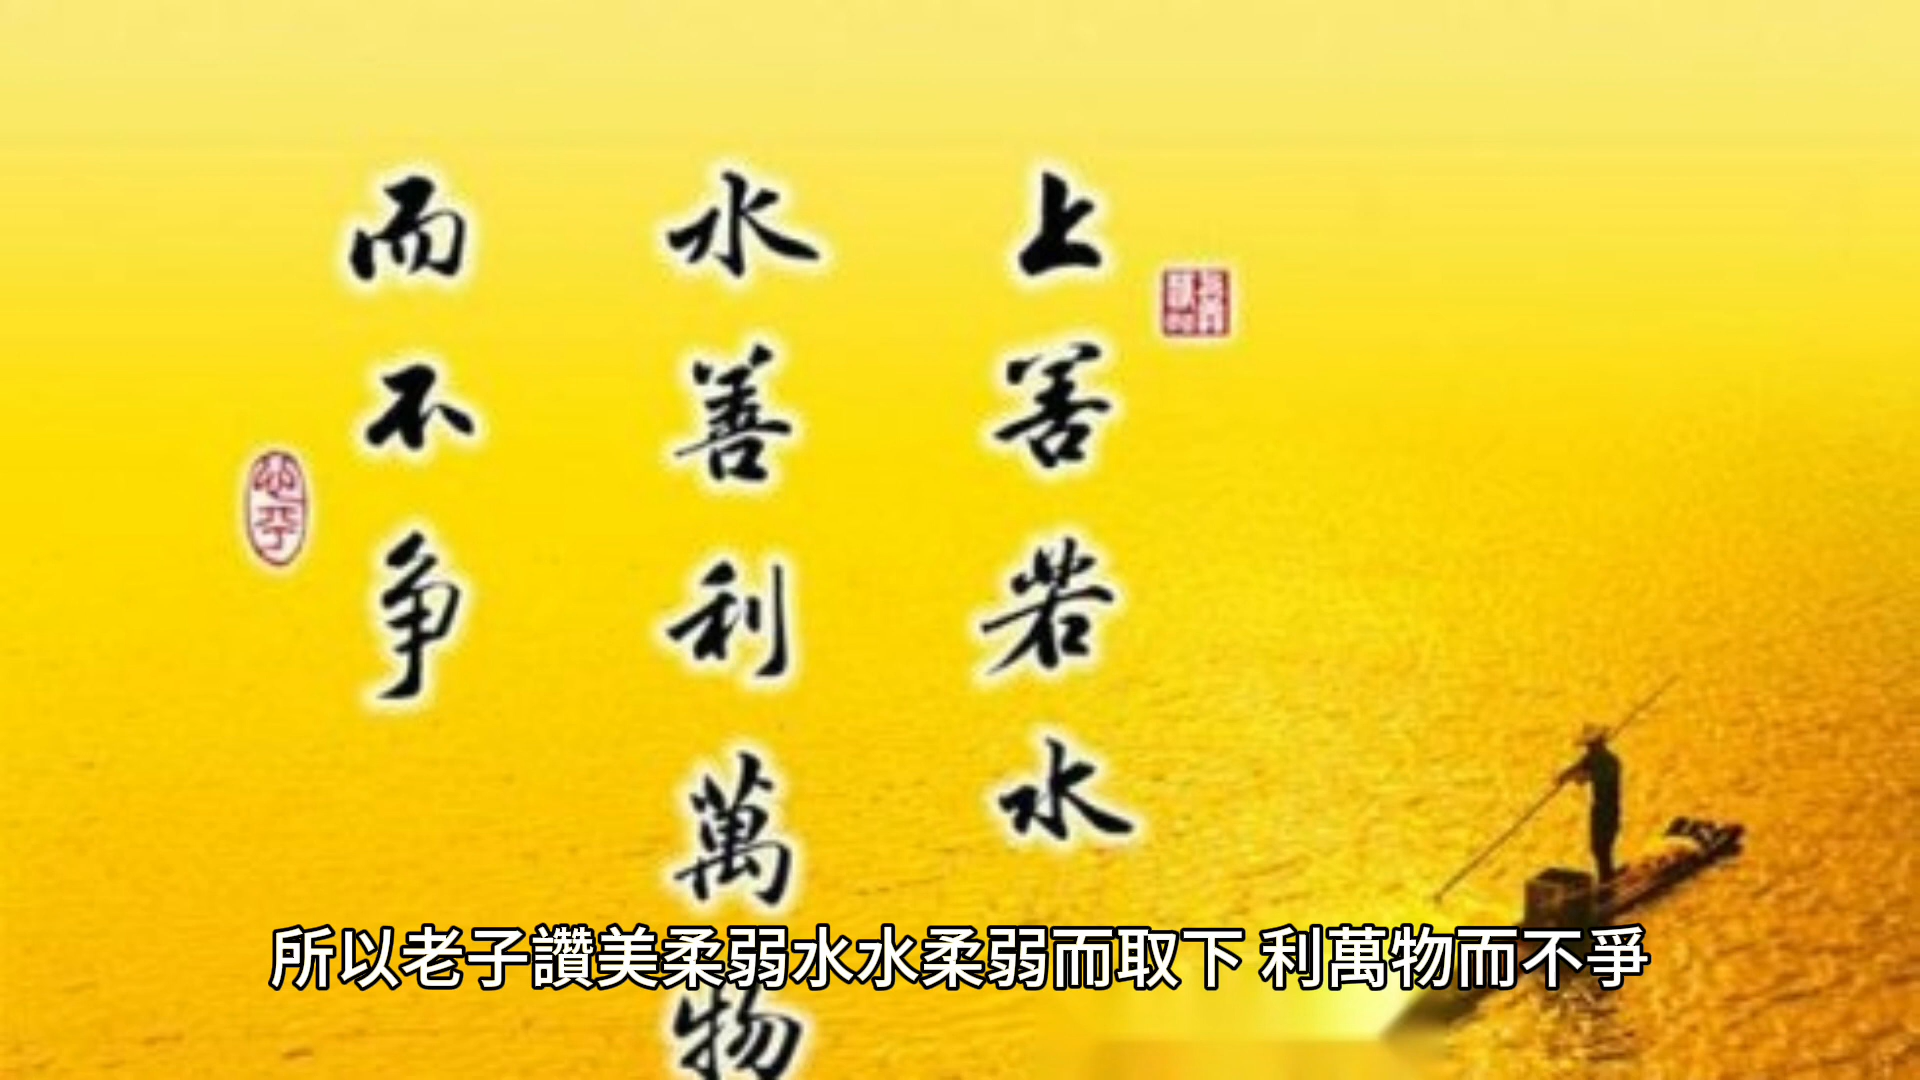 上善若水
水善利萬物
而不争
所以老子讚美柔弱水水柔弱而取下 利萬物而不爭